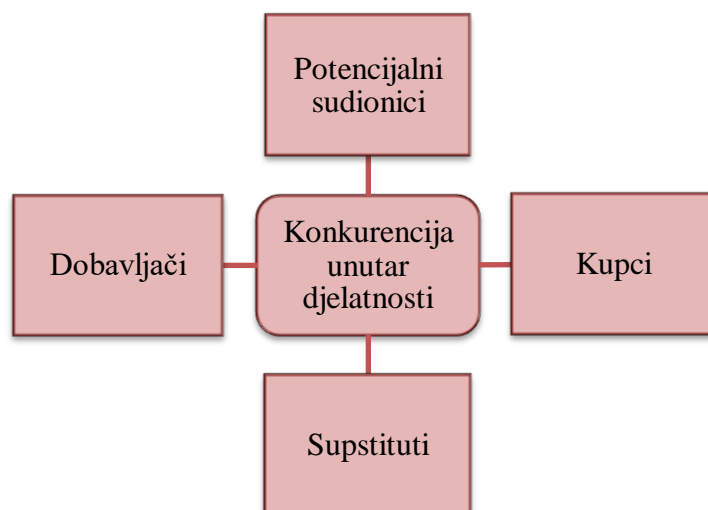 Potencijalni
sudionici
Dobavljači
Konkurencija
unutar
djelatnosti
Kupci
Supstituti